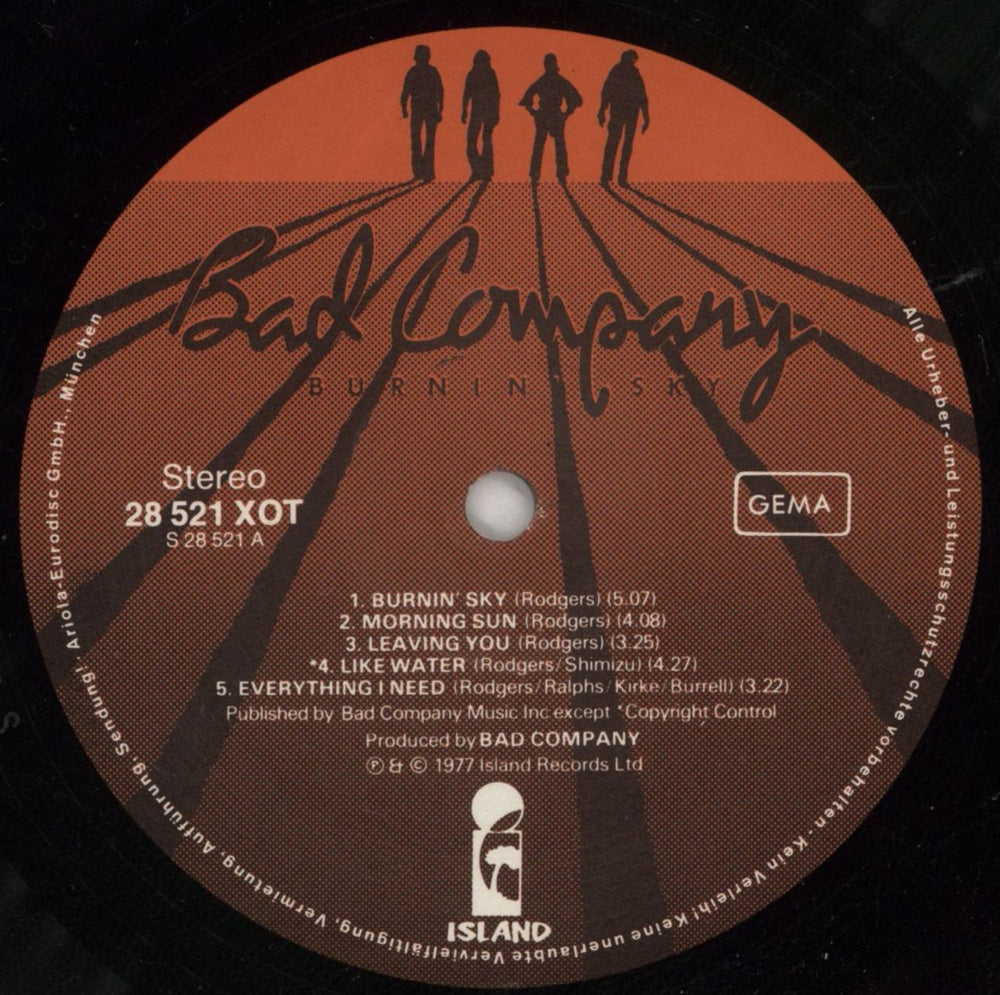 Bad Company
BURNIN' SKY
Stereo
28 521 XOT
S 28 521 A
GEMA
1. BURNIN' SKY (Rodgers) (5.07)
2. MORNING SUN (Rodgers) (4.08)
3. LEAVING YOU (Rodgers) (3.25)
*4. LIKE WATER (Rodgers/Shimizu) (4.27)
5. EVERYTHING I NEED (Rodgers/Ralphs/Kirke/Burrell) (3.22)
Published by Bad Company Music Inc except *Copyright Control
Produced by BAD COMPANY
℗ & © 1977 Island Records Ltd
ISLAND
Alle Urheber- und Leistungsschutzrechte vorbehalten · Kein Verleih! Keine unerlaubte Vervielfältigung, Vermietung, Aufführung, Sendung! · Ariola-Eurodisc GmbH., München